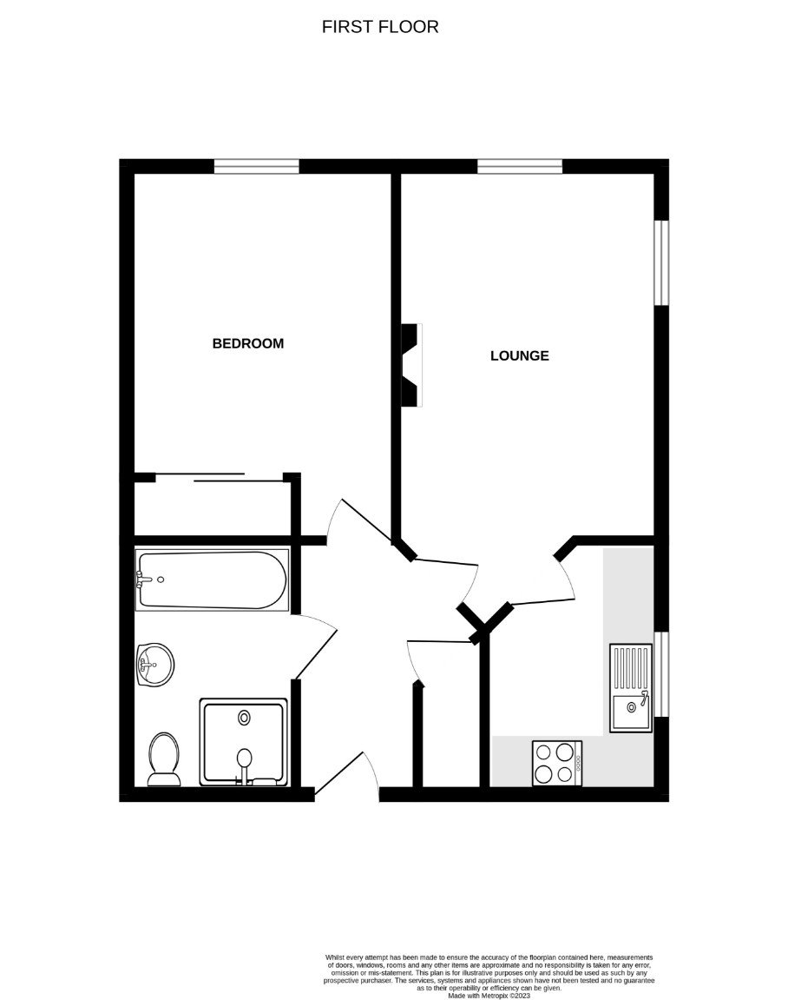 FIRST FLOOR
BEDROOM
LOUNGE
Whilst every attempt has been made to ensure the accuracy of the floorplan contained here, measurements
of doors, windows, rooms and any other items are approximate and no responsibility is taken for any error,
omission or mis-statement. This plan is for illustrative purposes only and should be used as such by any
prospective purchaser. The services, systems and appliances shown have not been tested and no guarantee
as to their operability or efficiency can be given.
Made with Metropix ©2023